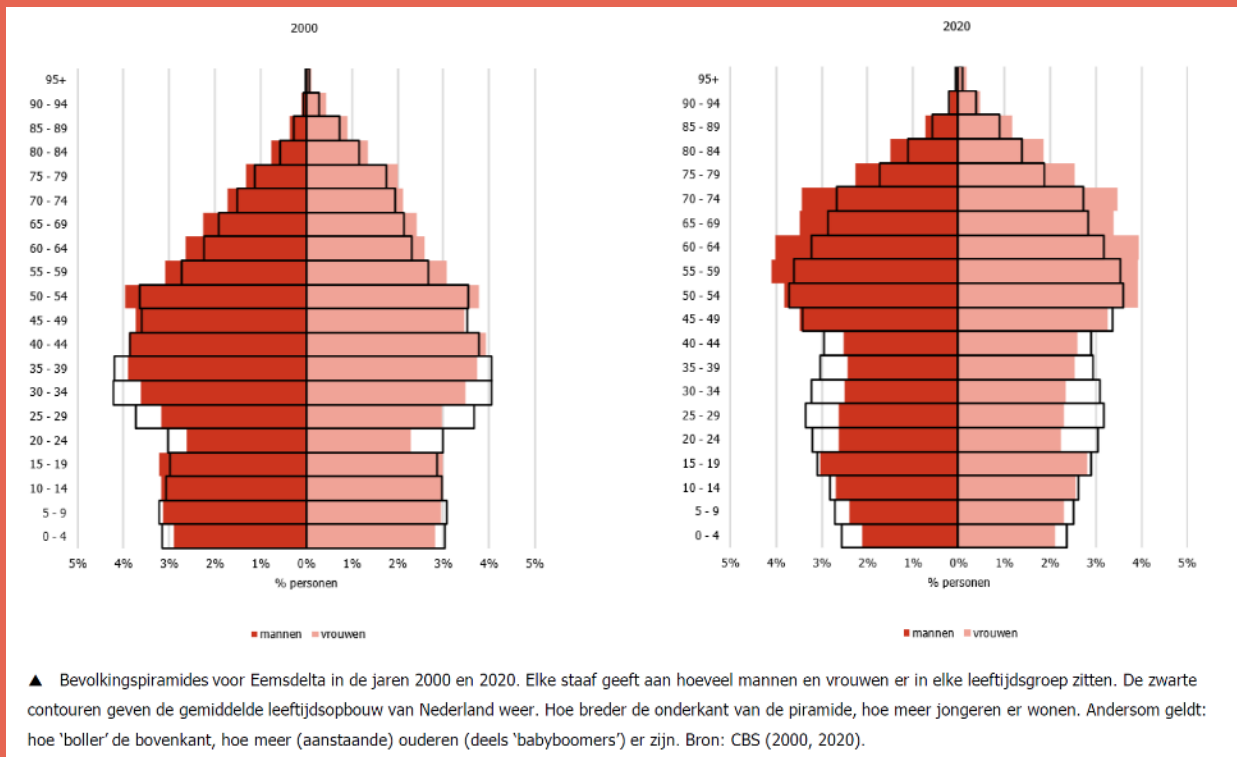 2000
95+
90 - 94
85 - 89
80 - 84
75 - 79
70 - 74
65 - 69
60 - 64
55 - 59
50 - 54
45 - 49
40 - 44
35 - 39
30 - 34
25 - 29
20 - 24
15 - 19
10 - 14
5 - 9
0 - 4
5% 4% 3% 2% 1% 0% 1% 2% 3% 4% 5%
% personen
mannen vrouwen
2020
95+
90 - 94
85 - 89
80 - 84
75 - 79
70 - 74
65 - 69
60 - 64
55 - 59
50 - 54
45 - 49
40 - 44
35 - 39
30 - 34
25 - 29
20 - 24
15 - 19
10 - 14
5 - 9
0 - 4
5% 4% 3% 2% 1% 0% 1% 2% 3% 4% 5%
% personen
mannen vrouwen
▲ Bevolkingspiramides voor Eemsdelta in de jaren 2000 en 2020. Elke staaf geeft aan hoeveel mannen en vrouwen er in elke leeftijdsgroep zitten. De zwarte
contouren geven de gemiddelde leeftijdsopbouw van Nederland weer. Hoe breder de onderkant van de piramide, hoe meer jongeren er wonen. Andersom geldt:
hoe ‘boller’ de bovenkant, hoe meer (aanstaande) ouderen (deels ‘babyboomers’) er zijn. Bron: CBS (2000, 2020).